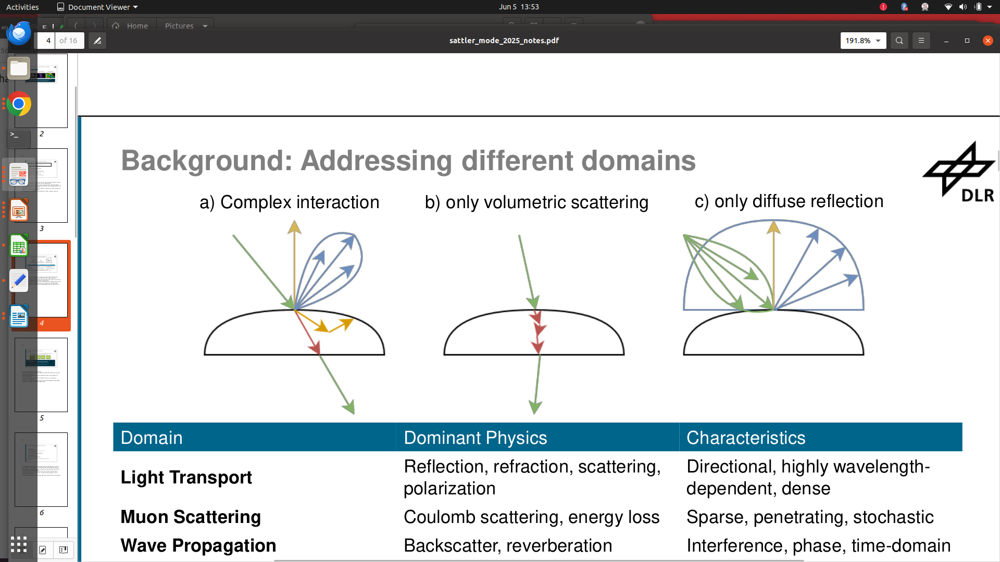 Activities
Document Viewer
Jun 5 13:53
Home
Pictures
4
of 16
sattler_mode_2025_notes.pdf
191.8%
2
3
4
5
6
Background: Addressing different domains
DLR
a) Complex interaction
b) only volumetric scattering
c) only diffuse reflection
Domain
Dominant Physics
Characteristics
Light Transport
Reflection, refraction, scattering,
polarization
Directional, highly wavelength-
dependent, dense
Muon Scattering
Coulomb scattering, energy loss
Sparse, penetrating, stochastic
Wave Propagation
Backscatter, reverberation
Interference, phase, time-domain